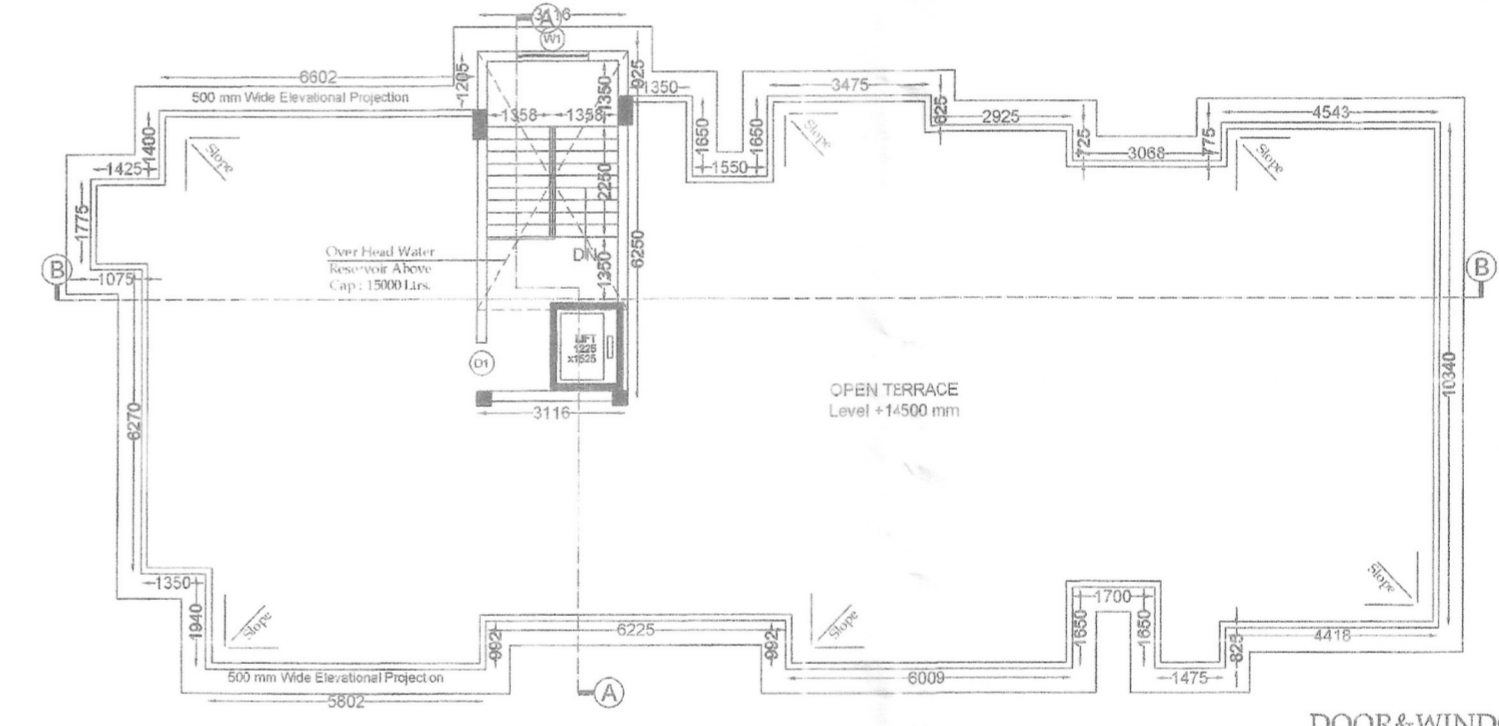 3116
A
W1
6602
500 mm Wide Elevational Projection
1205
925
1350
1350
3475
625
2925
4543
1400
1358
1358
1650
1650
725
775
1425
Slope
Slope
3068
Slope
1550
1775
2250
Over Head Water
Reservoir Above
Cap : 15000 Ltrs.
DN
6250
B
1075
1350
B
LIFT
1225
x1525
D1
OPEN TERRACE
Level +14500 mm
10340
3116
6270
1350
1940
Slope
6225
992
992
Slope
1700
1650
1650
Slope
4418
825
500 mm Wide Elevational Projection
5802
A
6009
1475
DOOR&WIND